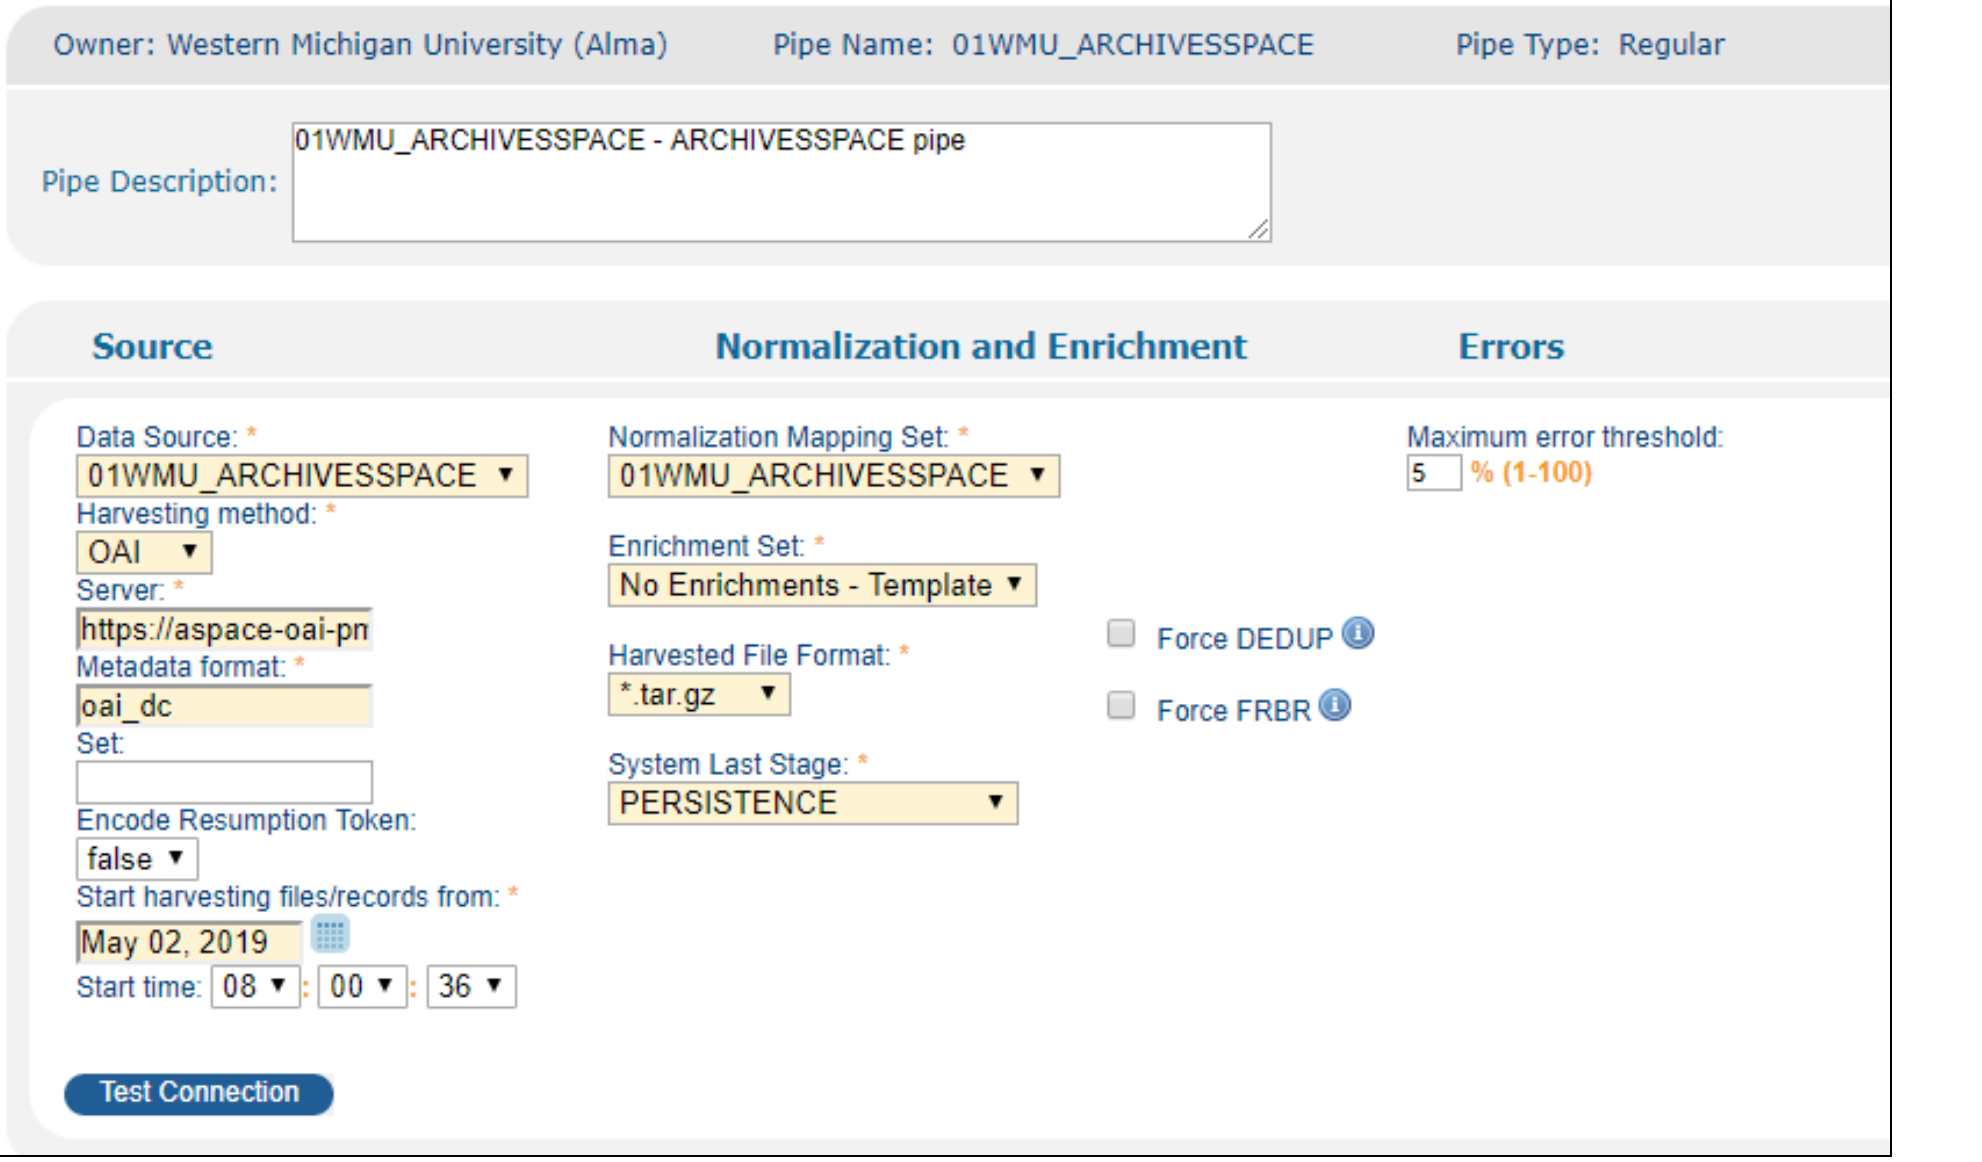 Owner: Western Michigan University (Alma) Pipe Name: 01WMU_ARCHIVESSPACE Pipe Type: Regular
Pipe Description:
01WMU_ARCHIVESSPACE - ARCHIVESSPACE pipe
Source
Data Source: *
01WMU_ARCHIVESSPACE
Harvesting method: *
OAI
Server: *
https://aspace-oai-pm
Metadata format: *
oai_dc
Set:
Encode Resumption Token:
false
Start harvesting files/records from: *
May 02, 2019
Start time: 08 : 00 : 36
Test Connection
Normalization and Enrichment
Normalization Mapping Set: *
01WMU_ARCHIVESSPACE
Enrichment Set: *
No Enrichments - Template
Harvested File Format: *
*.tar.gz
System Last Stage: *
PERSISTENCE
Force DEDUP
Force FRBR
Errors
Maximum error threshold:
5 % (1-100)